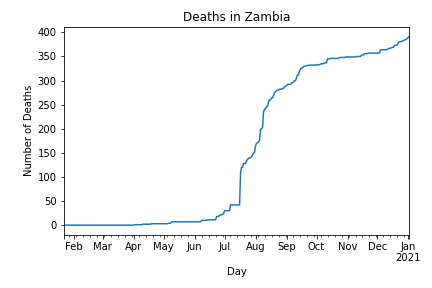 Deaths in Zambia
400
350
300
250
200
150
100
50
0
Number of Deaths
Feb Mar Apr May Jun Jul Aug Sep Oct Nov Dec Jan
2021
Day